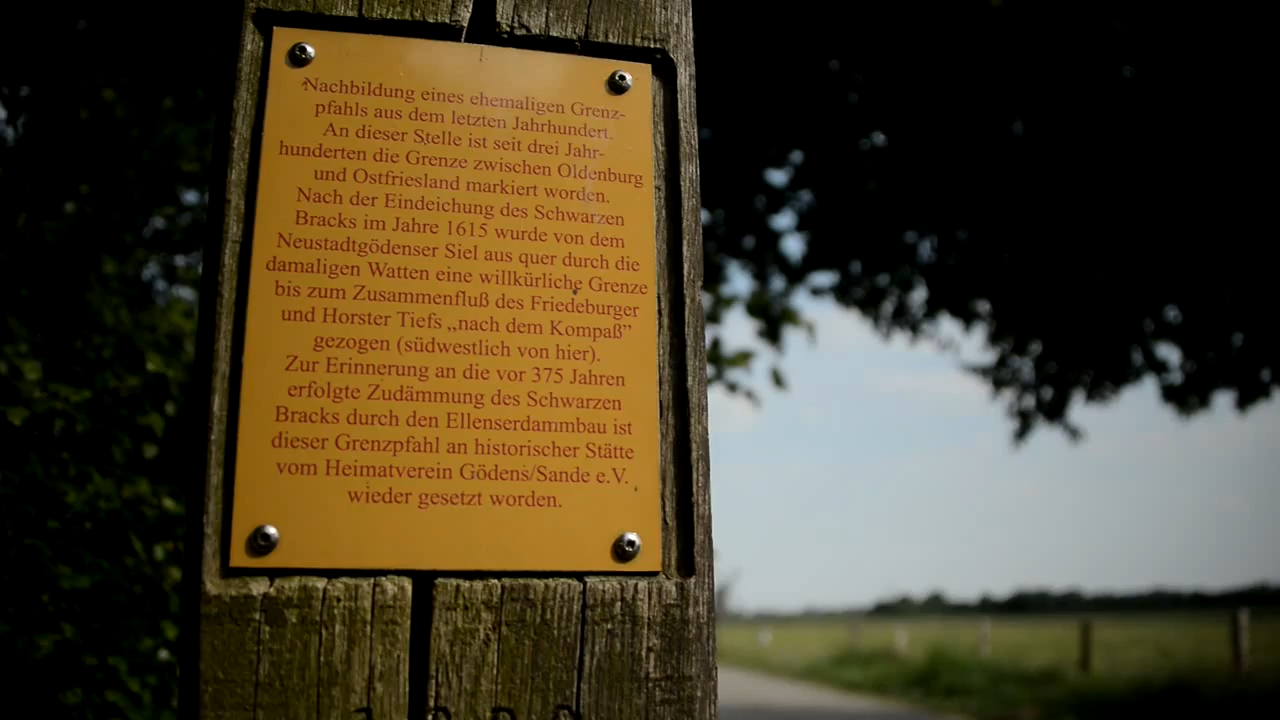 Nachbildung eines ehemaligen Grenz-
pfahls aus dem letzten Jahrhundert.
An dieser Stelle ist seit drei Jahr-
hunderten die Grenze zwischen Oldenburg
und Ostfriesland markiert worden.
Nach der Eindeichung des Schwarzen
Bracks im Jahre 1615 wurde von dem
Neustadtgödenser Siel aus quer durch die
damaligen Watten eine willkürliche Grenze
bis zum Zusammenfluß des Friedeburger
und Horster Tiefs „nach dem Kompaß”
gezogen (südwestlich von hier).
Zur Erinnerung an die vor 375 Jahren
erfolgte Zudämmung des Schwarzen
Bracks durch den Ellenserdammbau ist
dieser Grenzpfahl an historischer Stätte
vom Heimatverein Gödens/Sande e.V.
wieder gesetzt worden.